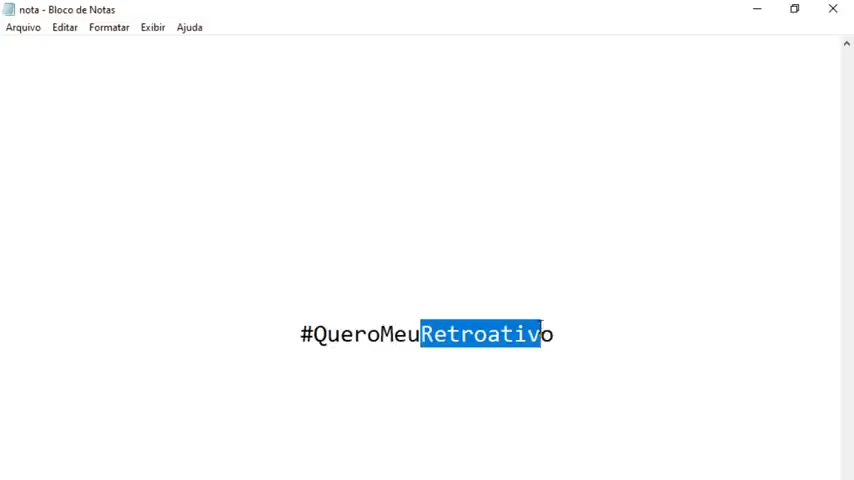 nota - Bloco de Notas
Arquivo Editar Formatar Exibir Ajuda
#QueroMeuRetroativo